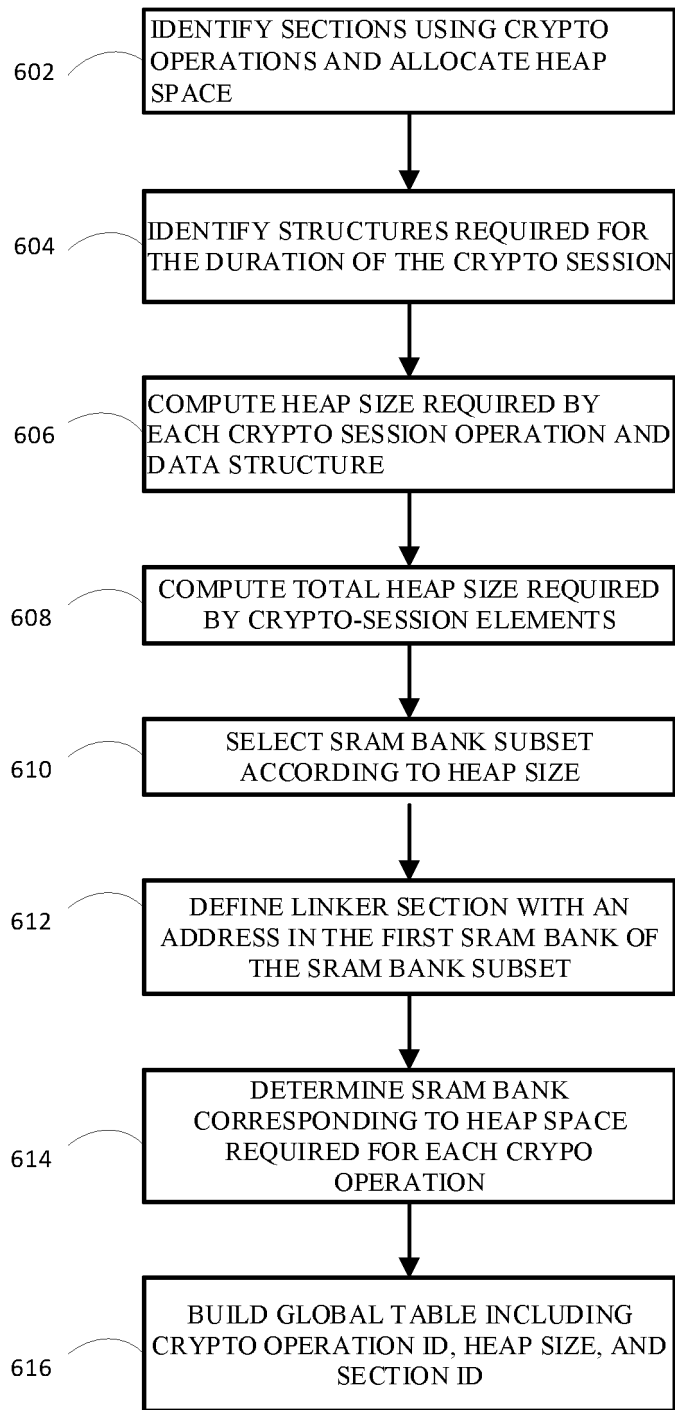 602
IDENTIFY SECTIONS USING CRYPTO
OPERATIONS AND ALLOCATE HEAP
SPACE
604
IDENTIFY STRUCTURES REQUIRED FOR
THE DURATION OF THE CRYPTO SESSION
606
COMPUTE HEAP SIZE REQUIRED BY
EACH CRYPTO SESSION OPERATION AND
DATA STRUCTURE
608
COMPUTE TOTAL HEAP SIZE REQUIRED
BY CRYPTO-SESSION ELEMENTS
610
SELECT SRAM BANK SUBSET
ACCORDING TO HEAP SIZE
612
DEFINE LINKER SECTION WITH AN
ADDRESS IN THE FIRST SRAM BANK OF
THE SRAM BANK SUBSET
614
DETERMINE SRAM BANK
CORRESPONDING TO HEAP SPACE
REQUIRED FOR EACH CRYPO
OPERATION
616
BUILD GLOBAL TABLE INCLUDING
CRYPTO OPERATION ID, HEAP SIZE, AND
SECTION ID